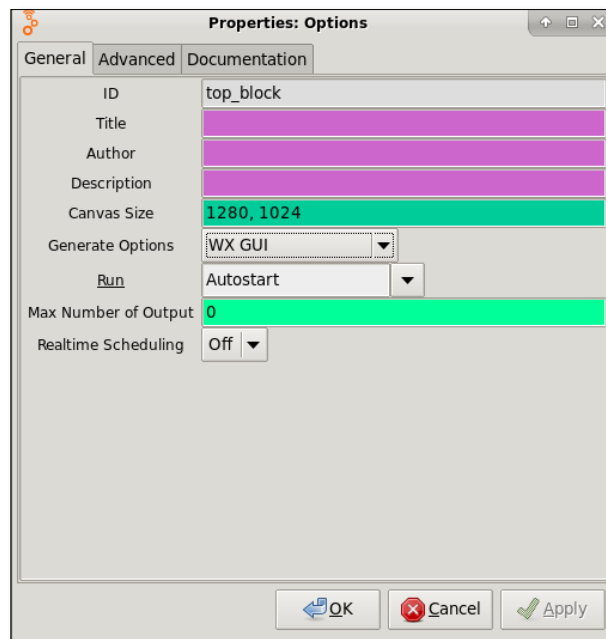 Properties: Options
General Advanced Documentation
ID top_block
Title
Author
Description
Canvas Size 1280, 1024
Generate Options WX GUI
Run Autostart
Max Number of Output 0
Realtime Scheduling Off
OK Cancel Apply